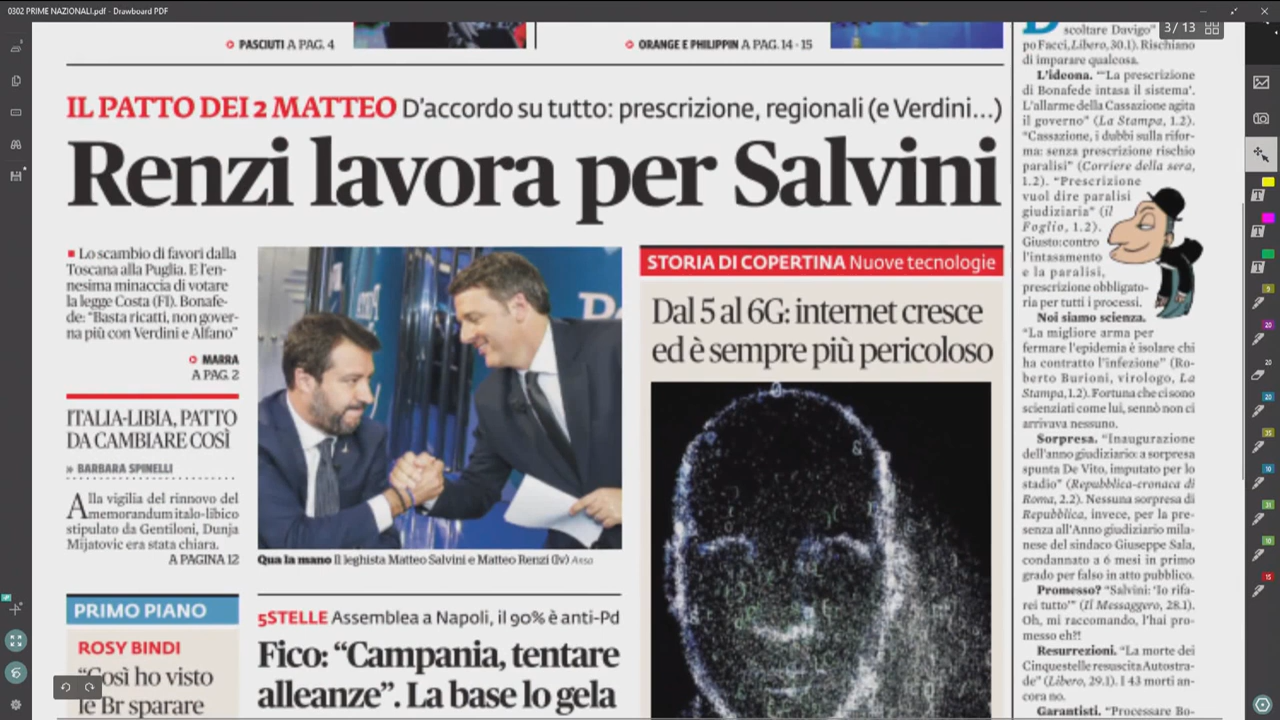 0302 PRIME NAZIONALI.pdf - Drawboard PDF
3 / 13
PASCIUTI A PAG. 4
ORANGE E PHILIPPIN A PAG. 14 - 15
IL PATTO DEI 2 MATTEO D'accordo su tutto: prescrizione, regionali (e Verdini...)
Renzi lavora per Salvini
■ Lo scambio di favori dalla
Toscana alla Puglia. E l'en-
nesima minaccia di votare
la legge Costa (FI). Bonafe-
de: "Basta ricatti, non gover-
na più con Verdini e Alfano"
MARRA
A PAG. 2
ITALIA-LIBIA, PATTO
DA CAMBIARE COSÌ
» BARBARA SPINELLI
Alla vigilia del rinnovo del
memorandum italo-libico
stipulato da Gentiloni, Dunja
Mijatovic era stata chiara.
A PAGINA 12
PRIMO PIANO
ROSY BINDI
"Così ho visto
le Br sparare
Qua la mano Il leghista Matteo Salvini e Matteo Renzi (Iv) Ansa
5STELLE Assemblea a Napoli, il 90% è anti-Pd
Fico: "Campania, tentare
alleanze". La base lo gela
STORIA DI COPERTINA Nuove tecnologie
Dal 5 al 6G: internet cresce
ed è sempre più pericoloso
scoltare Davigo"
po Facci, Libero, 30.1). Rischiano
di imparare qualcosa.
L'ideona. "'La prescrizione
di Bonafede intasa il sistema'.
L'allarme della Cassazione agita
il governo" (La Stampa, 1.2).
"Cassazione, i dubbi sulla rifor-
ma: senza prescrizione rischio
paralisi" (Corriere della sera,
1.2). "Prescrizione
vuol dire paralisi
giudiziaria" (il
Foglio, 1.2).
Giusto: contro
l'intasamento
e la paralisi,
prescrizione obbligato-
ria per tutti i processi.
Noi siamo scienza.
"La migliore arma per
fermare l'epidemia è isolare chi
ha contratto l'infezione" (Ro-
berto Burioni, virologo, La
Stampa, 1.2). Fortuna che ci sono
scienziati come lui, sennò non ci
arrivava nessuno.
Sorpresa. "Inaugurazione
dell'anno giudiziario: a sorpresa
spunta De Vito, imputato per lo
stadio" (Repubblica-cronaca di
Roma, 2.2). Nessuna sorpresa di
Repubblica, invece, per la pre-
senza all'Anno giudiziario mila-
nese del sindaco Giuseppe Sala,
condannato a 6 mesi in primo
grado per falso in atto pubblico.
Promesso? "Salvini: 'Io rifa-
rei tutto'" (Il Messaggero, 28.1).
Oh, mi raccomando, l'hai pro-
messo eh?!
Resurrezioni. "La morte dei
Cinquestelle resuscita Autostra-
de" (Libero, 29.1). I 43 morti an-
cora no.
Garantisti. "Processare Bo-